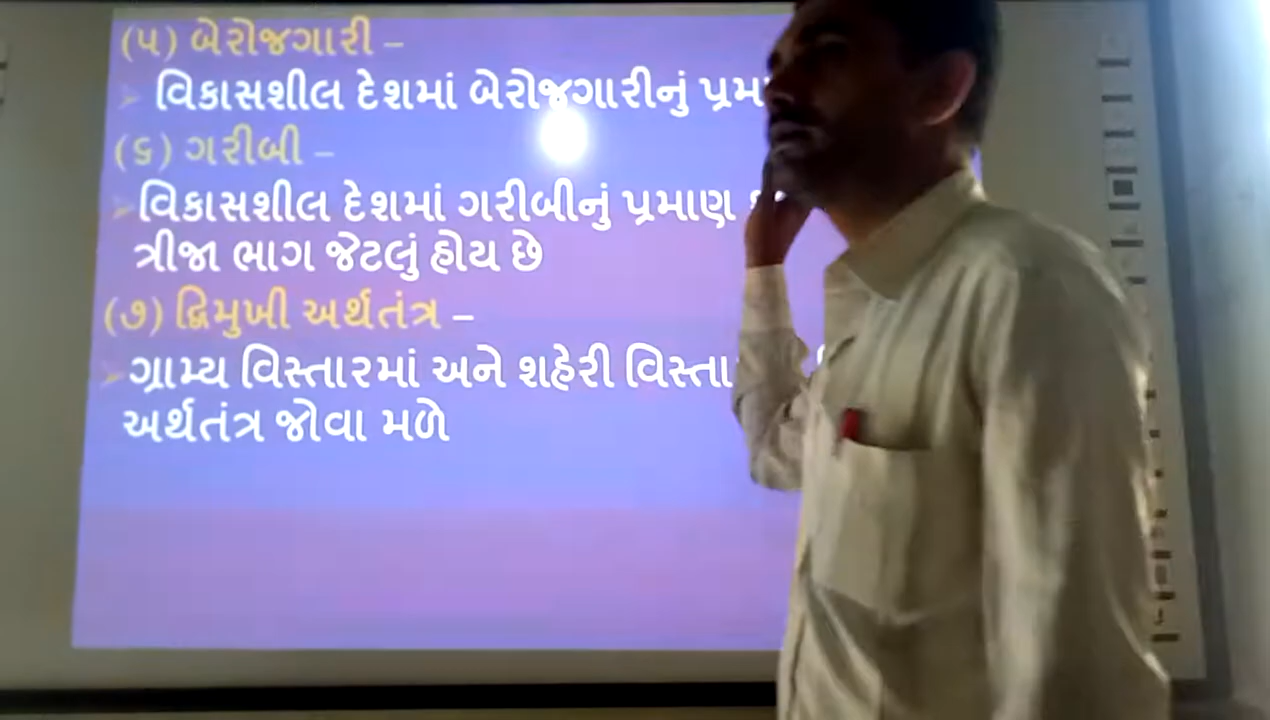 (૫) બેરોજગારી –
વિકાસશીલ દેશમાં બેરોજગારીનું
(૬) ગરીબી –
વિકાસશીલ દેશમાં ગરીબીનું પ્રમાણ
ત્રીજા ભાગ જેટલું હોય છે
(૭) દ્વિમુખી અર્થતંત્ર –
ગ્રામ્ય વિસ્તારમાં અને શહેરી
અર્થતંત્ર જોવા મળે